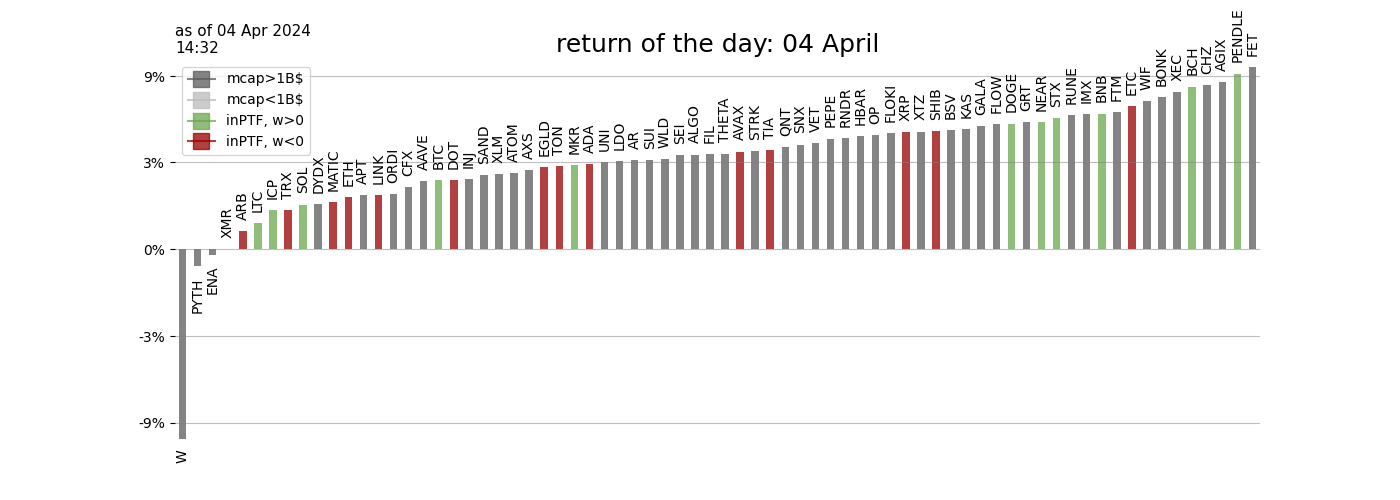 as of 04 Apr 2024
14:32
return of the day: 04 April
mcap>1B$
mcap<1B$
inPTF, w>0
inPTF, w<0
9%
3%
0%
-3%
-9%
W
PYTH
ENA
XMR
ARB
LTC
ICP
TRX
SOL
DYDX
MATIC
ETH
APT
LINK
ORDI
CFX
AAVE
BTC
DOT
INJ
SAND
XLM
ATOM
AXS
EGLD
TON
MKR
ADA
UNI
LDO
AR
SUI
WLD
SEI
ALGO
FIL
THETA
AVAX
STRK
TIA
QNT
SNX
VET
PEPE
RNDR
HBAR
OP
FLOKI
XRP
XTZ
SHIB
BSV
KAS
GALA
FLOW
DOGE
GRT
NEAR
STX
RUNE
IMX
BNB
FTM
ETC
WIF
BONK
XEC
BCH
CHZ
AGIX
PENDLE
FET